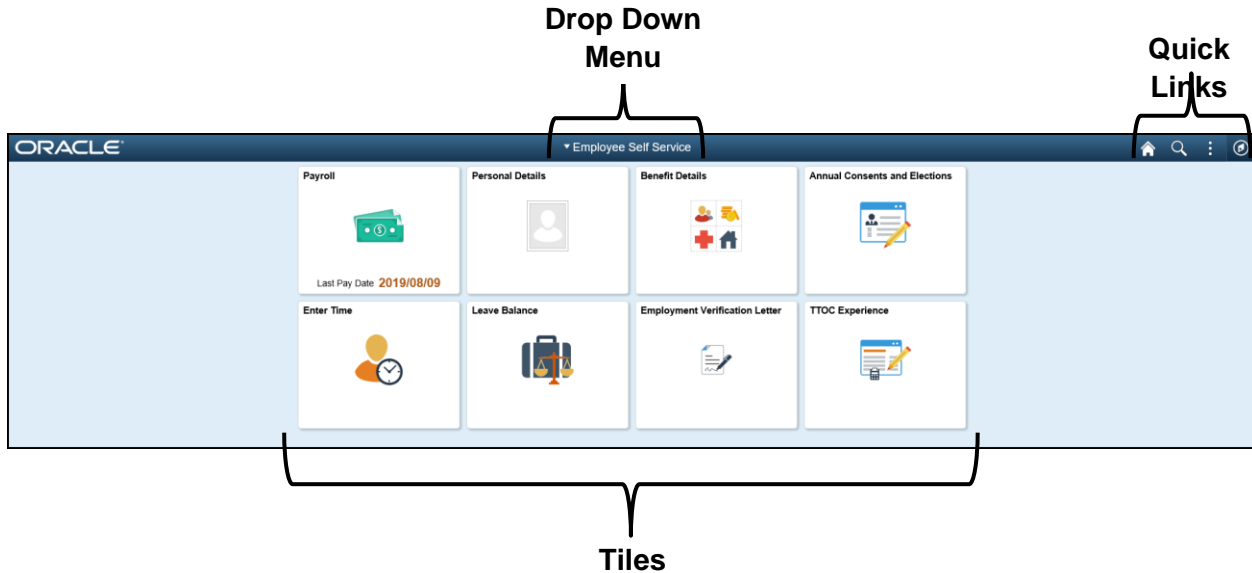 Drop Down
Menu
Quick
Links
ORACLE
Employee Self Service
Payroll
Personal Details
Benefit Details
Annual Consents and Elections
Last Pay Date 2019/08/09
Enter Time
Leave Balance
Employment Verification Letter
TTOC Experience
Tiles